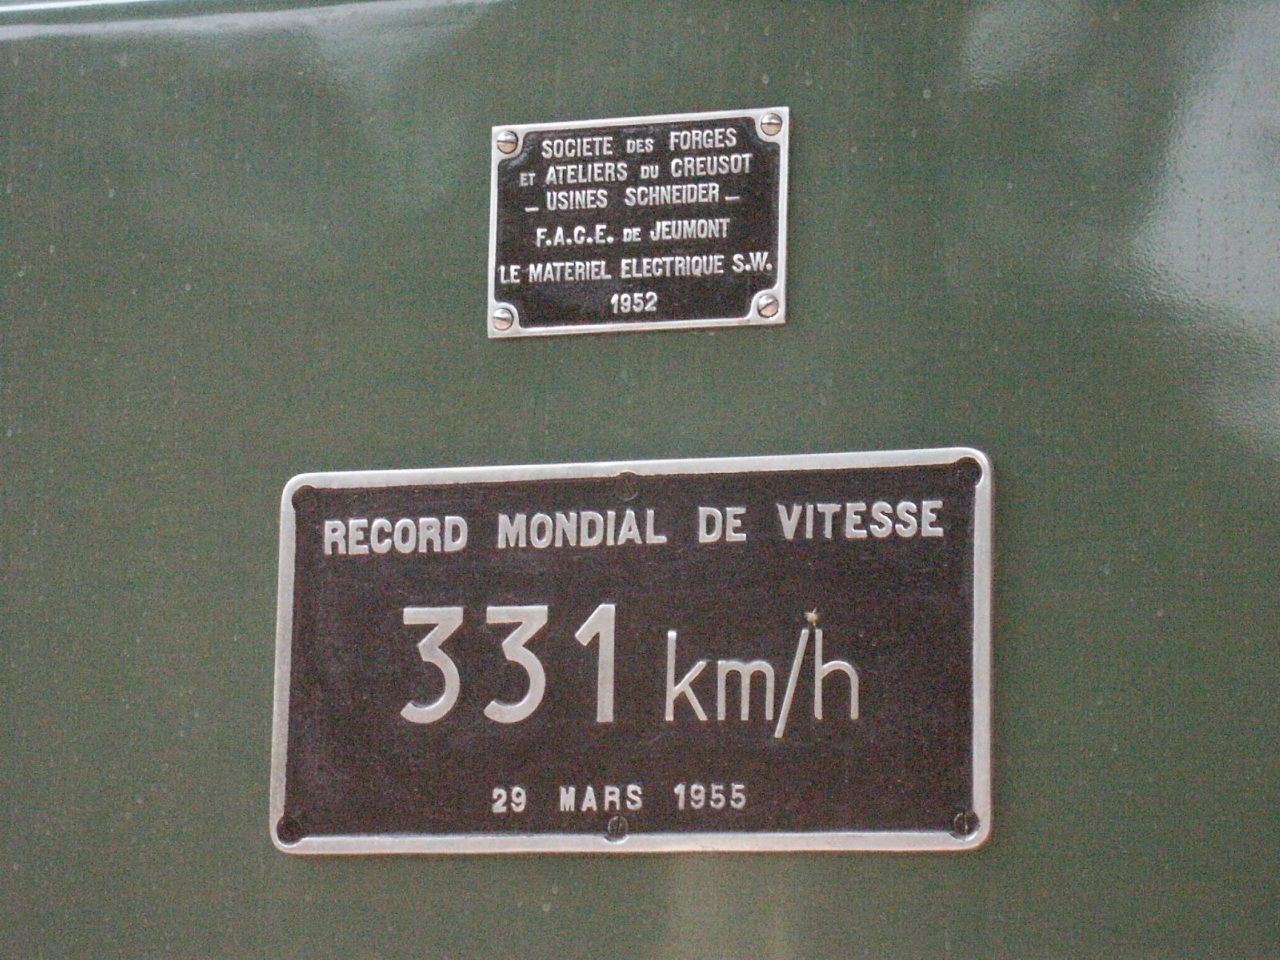 SOCIETE DES FORGES
ET ATELIERS DU CREUSOT
_ USINES SCHNEIDER _
F.A.C.E. DE JEUMONT
LE MATERIEL ELECTRIQUE S.W.
1952
RECORD MONDIAL DE VITESSE
331 km/h
29 MARS 1955